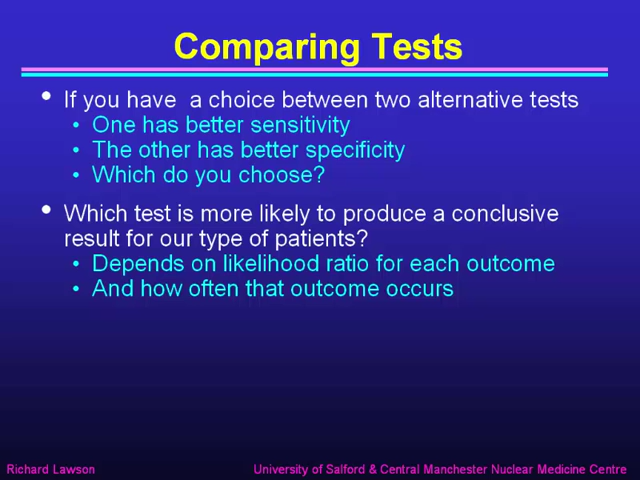 Comparing Tests
• If you have a choice between two alternative tests
• One has better sensitivity
• The other has better specificity
• Which do you choose?
• Which test is more likely to produce a conclusive
result for our type of patients?
• Depends on likelihood ratio for each outcome
• And how often that outcome occurs
Richard Lawson
University of Salford & Central Manchester Nuclear Medicine Centre